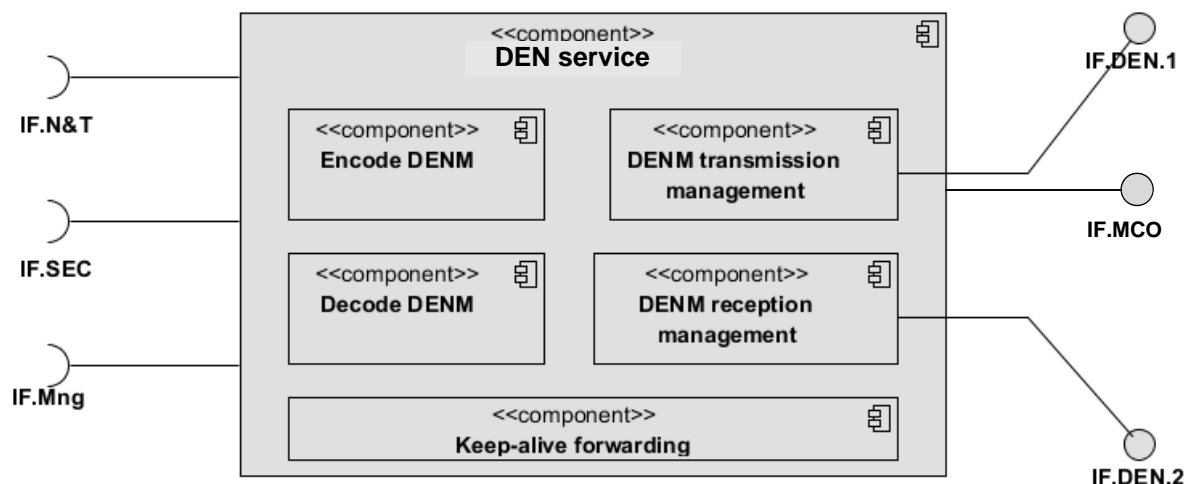 <<component>>
DEN service
IF.N&T
IF.SEC
IF.Mng
<<component>>
Encode DENM
<<component>>
DENM transmission
management
<<component>>
Decode DENM
<<component>>
DENM reception
management
<<component>>
Keep-alive forwarding
IF.DEN.1
IF.MCO
IF.DEN.2